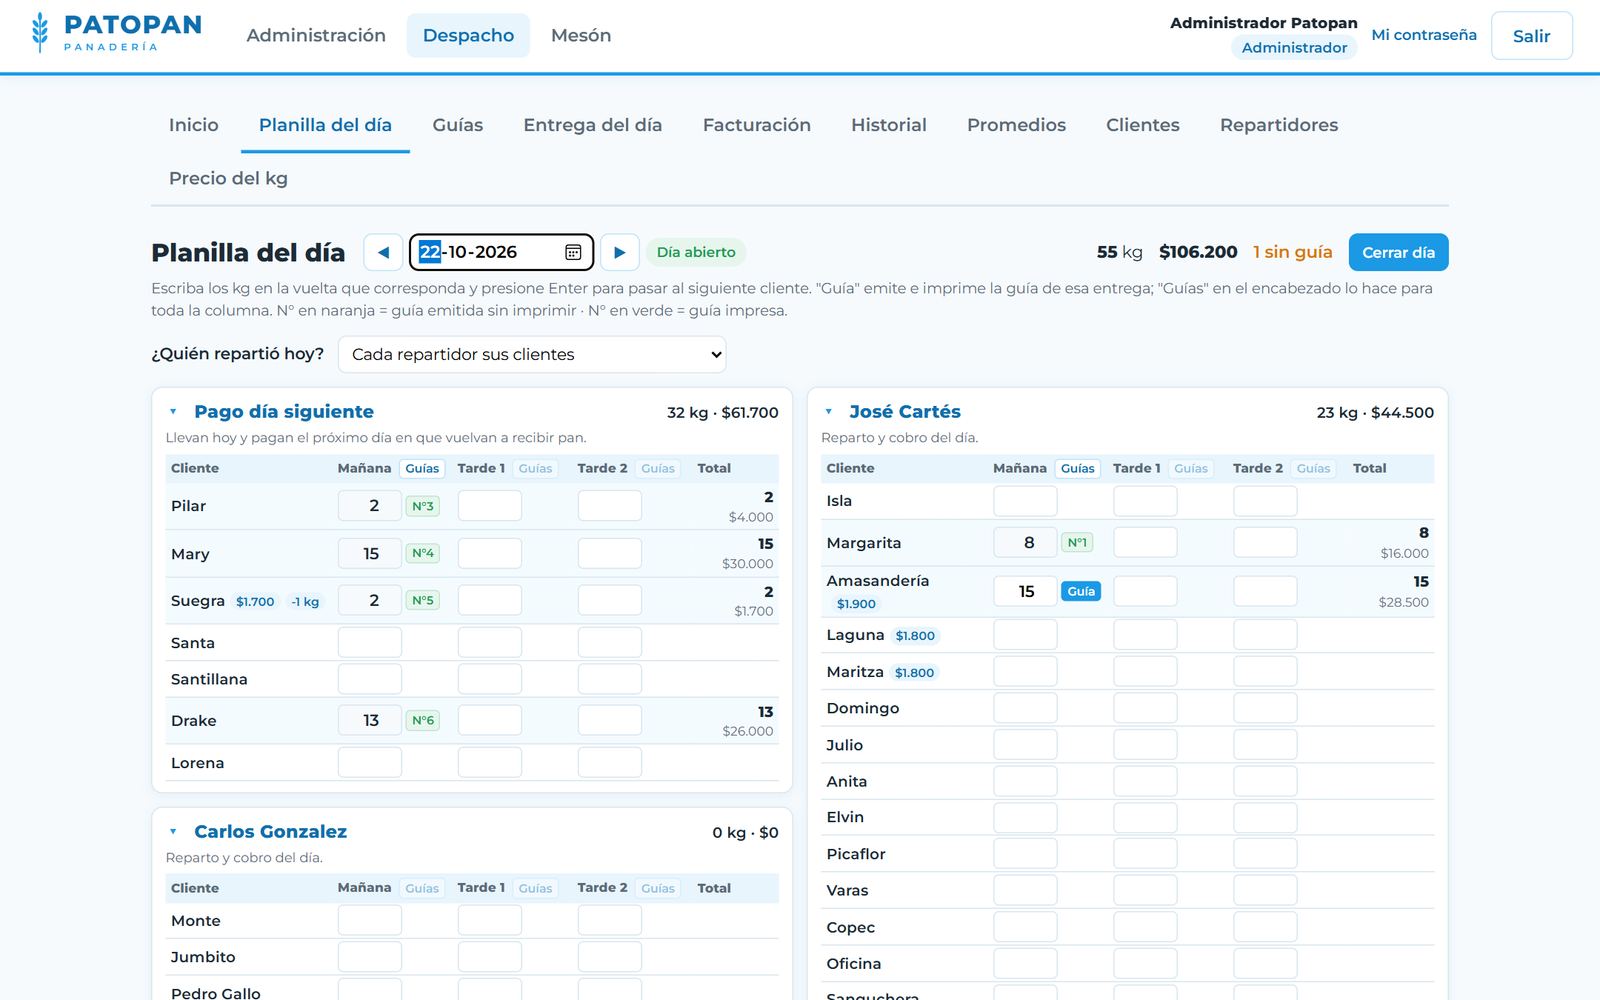 PATOPAN
PANADERÍA
Administración Despacho Mesón
Administrador Patopan
Administrador
Mi contraseña
Salir
Inicio Planilla del día Guías Entrega del día Facturación Historial Promedios Clientes Repartidores
Precio del kg
Planilla del día ◀ 22-10-2026 ▶ Día abierto 55 kg $106.200 1 sin guía Cerrar día
Escriba los kg en la vuelta que corresponda y presione Enter para pasar al siguiente cliente. "Guía" emite e imprime la guía de esa entrega; "Guías" en el encabezado lo hace para
toda la columna. N° en naranja = guía emitida sin imprimir · N° en verde = guía impresa.
¿Quién repartió hoy? Cada repartidor sus clientes
▼ Pago día siguiente 32 kg · $61.700
Llevan hoy y pagan el próximo día en que vuelvan a recibir pan.
Cliente Mañana Guías Tarde 1 Guías Tarde 2 Guías Total
Pilar 2 N°3 2
$4.000
Mary 15 N°4 15
$30.000
Suegra $1.700 -1 kg 2 N°5 2
$1.700
Santa
Santillana
Drake 13 N°6 13
$26.000
Lorena
▼ Carlos Gonzalez 0 kg · $0
Reparto y cobro del día.
Cliente Mañana Guías Tarde 1 Guías Tarde 2 Guías Total
Monte
Jumbito
Pedro Gallo
▼ José Cartés 23 kg · $44.500
Reparto y cobro del día.
Cliente Mañana Guías Tarde 1 Guías Tarde 2 Guías Total
Isla
Margarita 8 N°1 8
$16.000
Amasandería 15 Guía 15
$1.900 $28.500
Laguna $1.800
Maritza $1.800
Domingo
Julio
Anita
Elvin
Picaflor
Varas
Copec
Oficina
Sanguchera